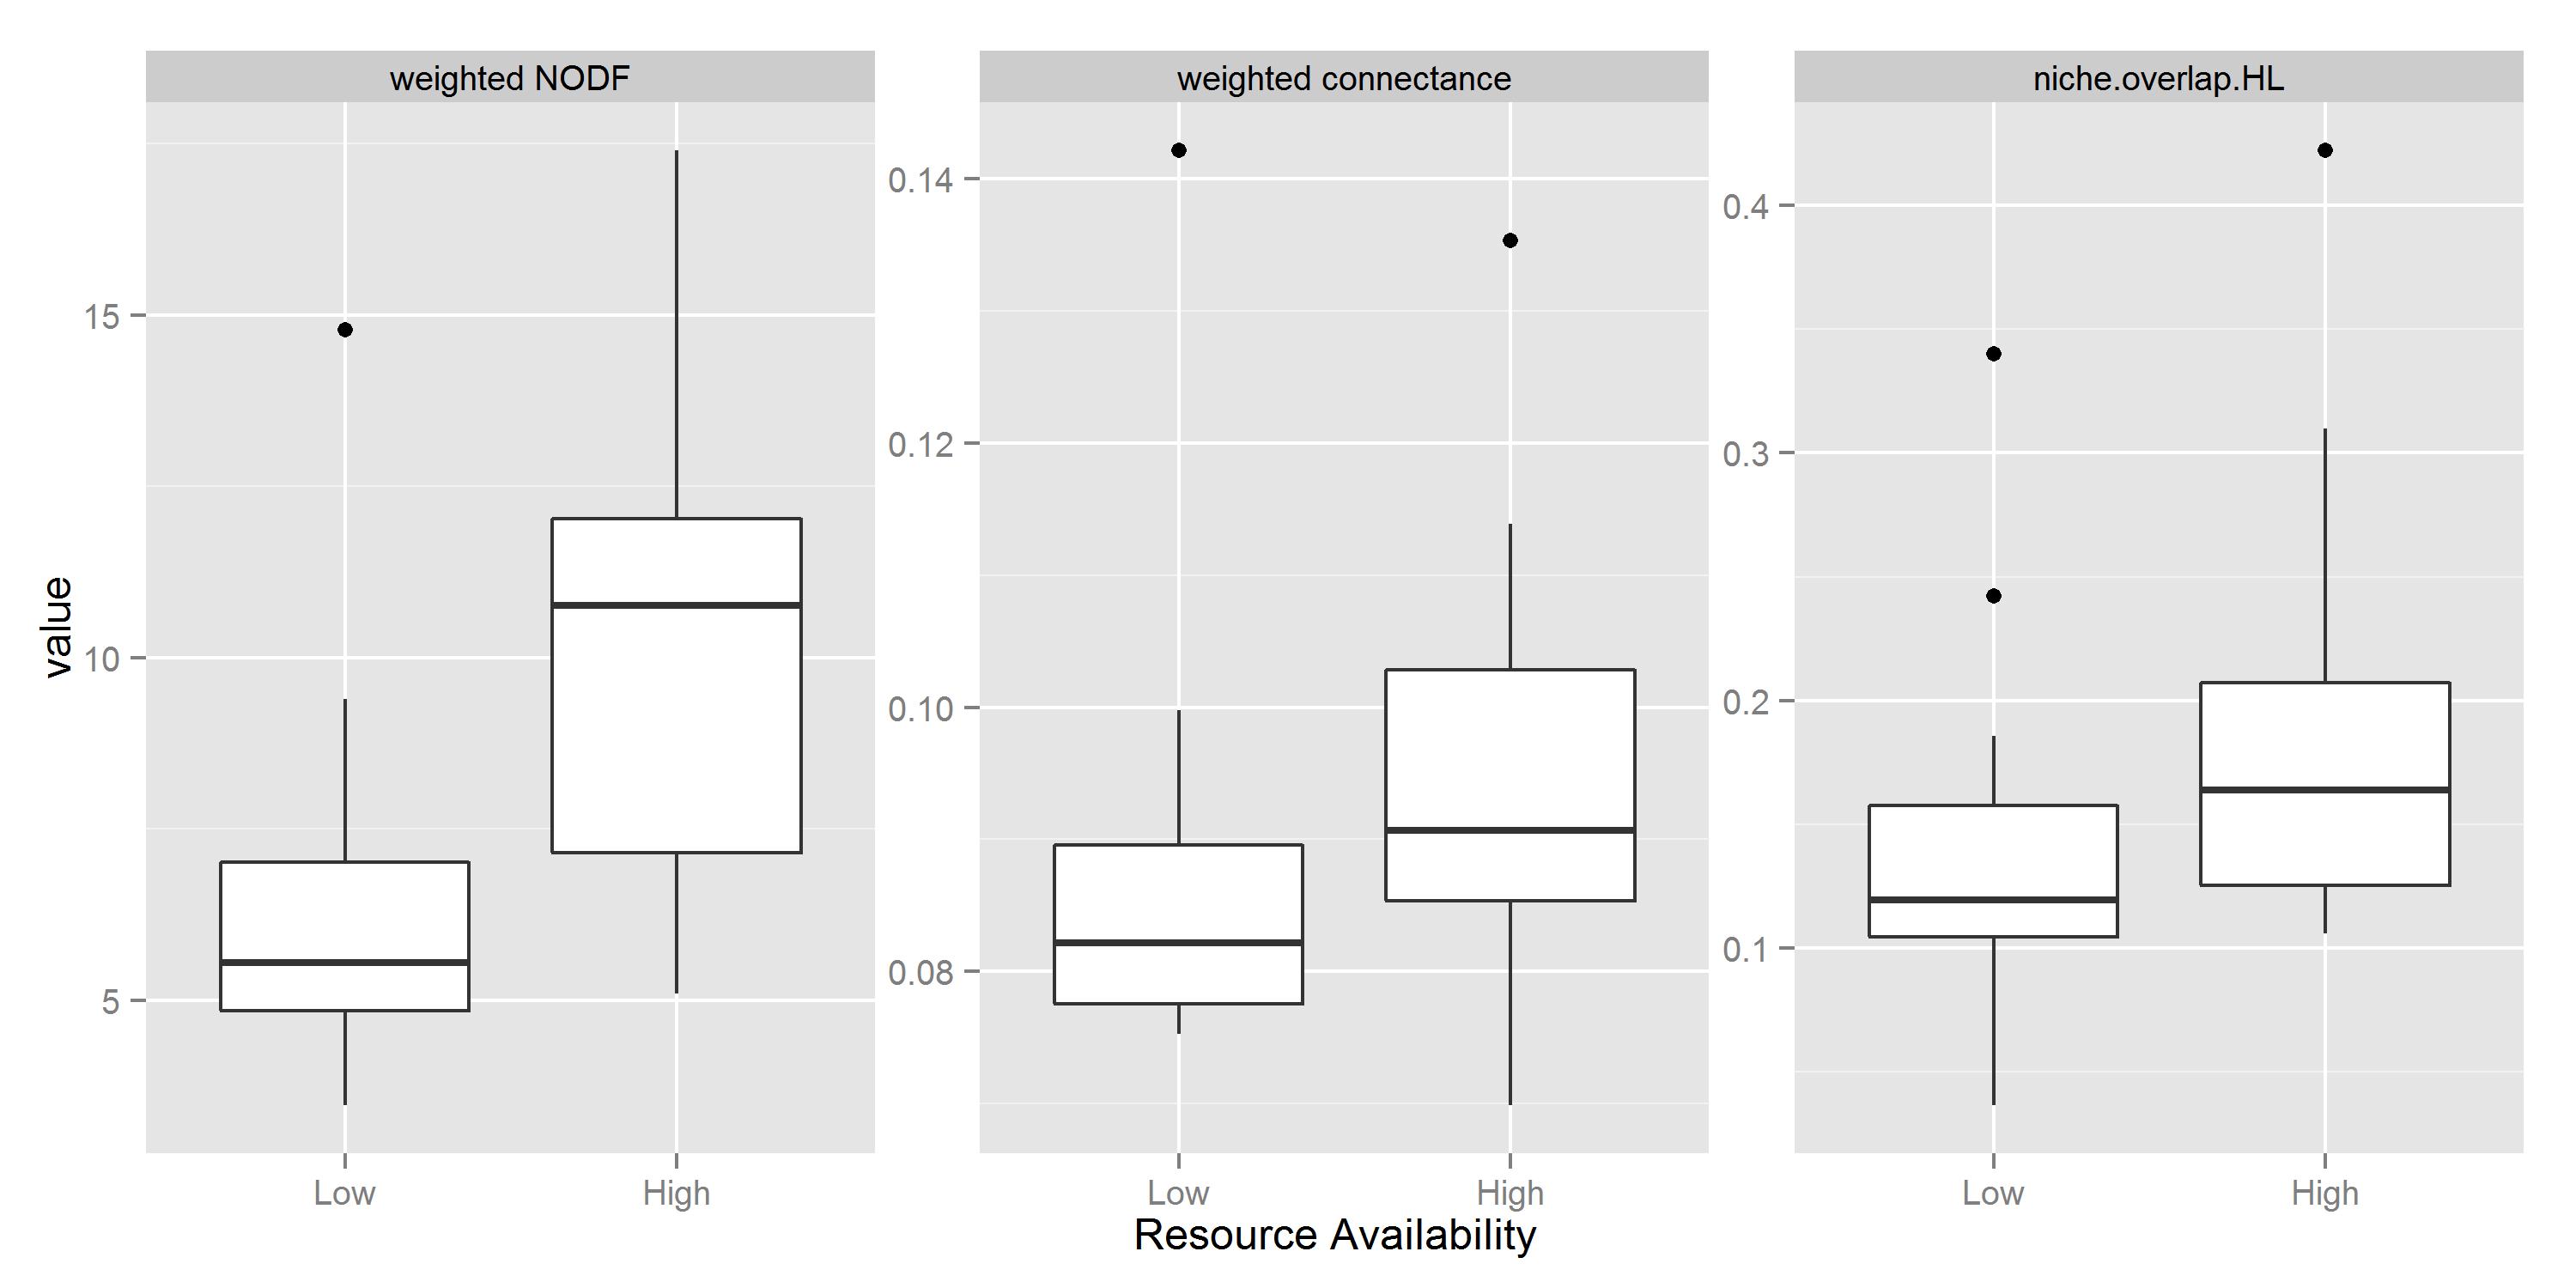 weighted NODF
weighted connectance
niche.overlap.HL
value
15
10
5
0.14
0.12
0.10
0.08
0.4
0.3
0.2
0.1
Low
High
Low
High
Low
High
Resource Availability